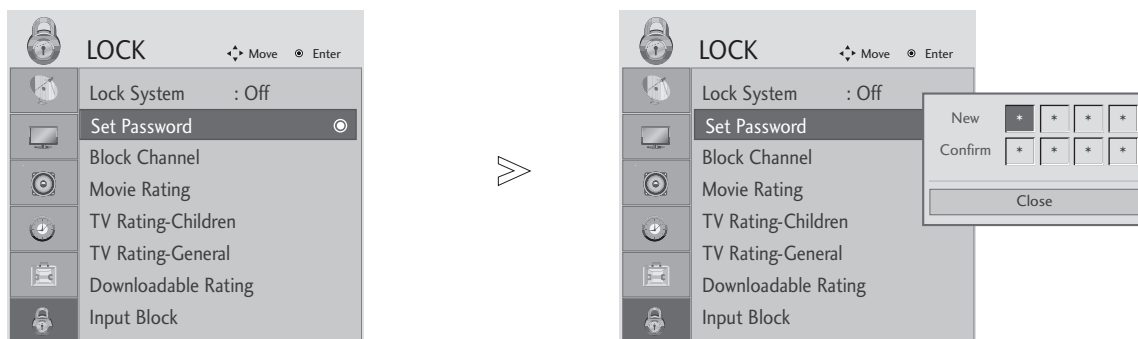 LOCK
Move Enter
Lock System : Off
Set Password
Block Channel
Movie Rating
TV Rating-Children
TV Rating-General
Downloadable Rating
Input Block
>
LOCK
Move Enter
Lock System : Off
Set Password
Block Channel
Movie Rating
TV Rating-Children
TV Rating-General
Downloadable Rating
Input Block
New * * * *
Confirm * * * *
Close